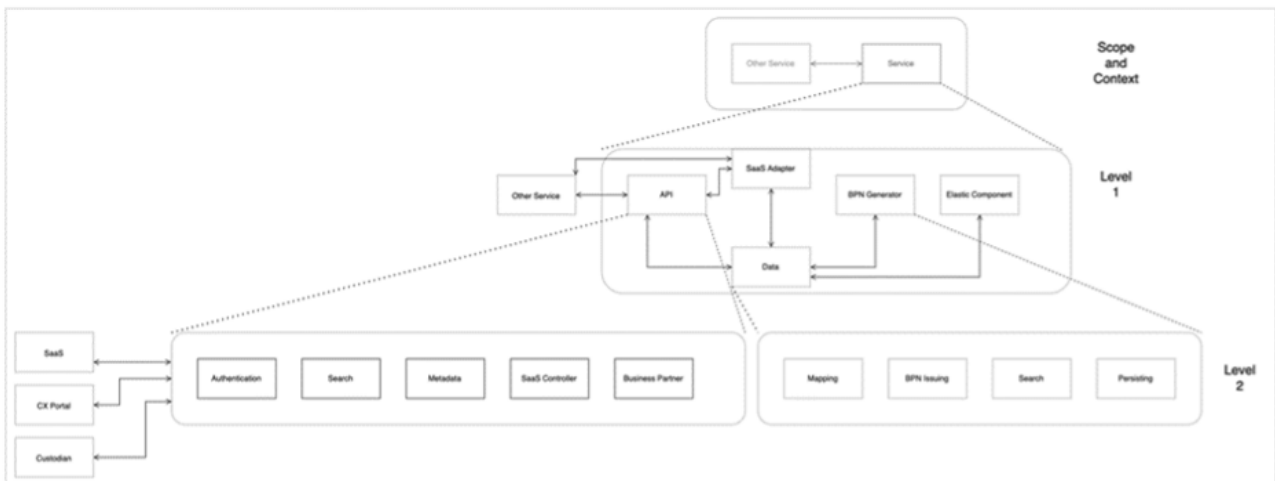 Scope
and
Context
Other Service
Service
Level
1
SaaS Adapter
Other Service
API
BPN Generator
Elastic Component
Data
Level
2
SaaS
CX Portal
Custodian
Authentication
Search
Metadata
SaaS Controller
Business Partner
Mapping
BPN Issuing
Search
Persisting